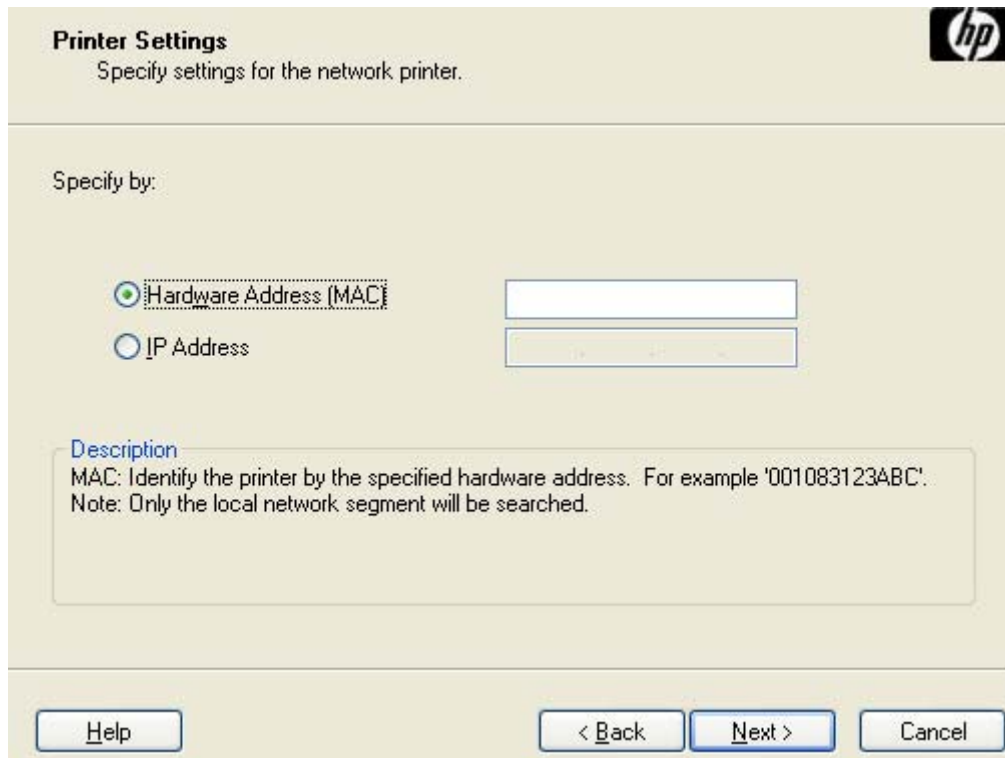 Printer Settings
Specify settings for the network printer.
hp
Specify by:
Hardware Address (MAC)
IP Address
Description
MAC: Identify the printer by the specified hardware address.  For example '001083123ABC'.
Note: Only the local network segment will be searched.
Help
< Back
Next >
Cancel